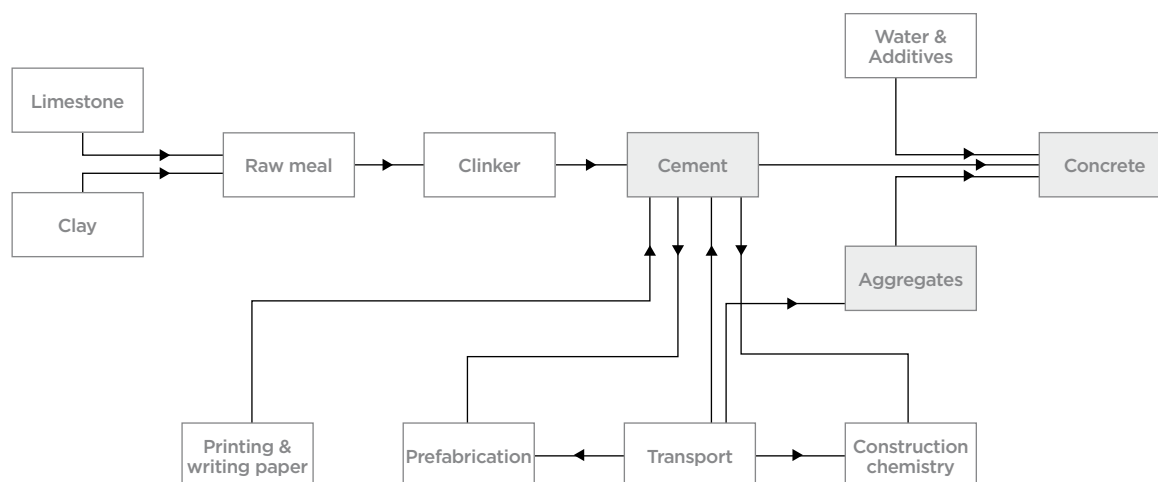 Water &
Additives
Limestone
Raw meal
Clinker
Cement
Concrete
Clay
Aggregates
Printing &
writing paper
Prefabrication
Transport
Construction
chemistry